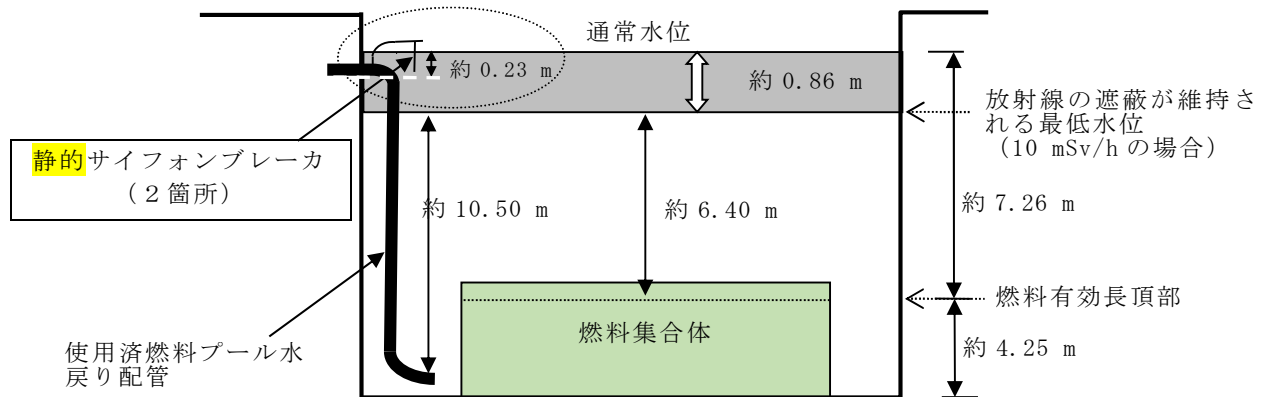 通常水位
約 0.23 m
約 0.86 m
放射線の遮蔽が維持さ
れる最低水位
（10 mSv/h の場合）
静的サイフォンブレーカ
（２箇所）
約 10.50 m
約 6.40 m
約 7.26 m
燃料有効長頂部
燃料集合体
使用済燃料プール水
戻り配管
約 4.25 m